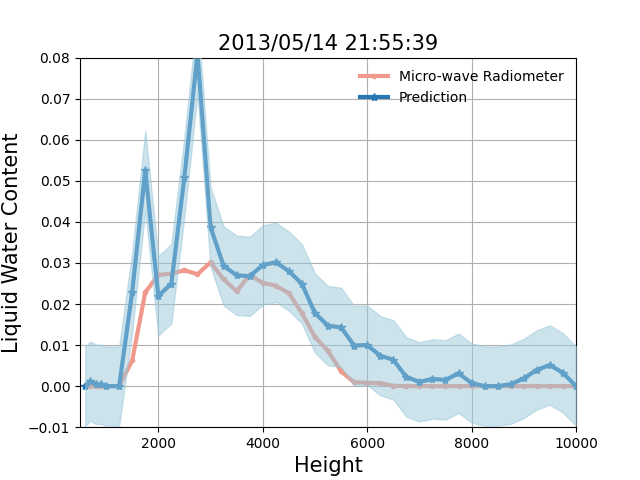 2013/05/14 21:55:39
Micro-wave Radiometer
Prediction
Liquid Water Content
0.08
0.07
0.06
0.05
0.04
0.03
0.02
0.01
0.00
−0.01
2000 4000 6000 8000 10000
Height